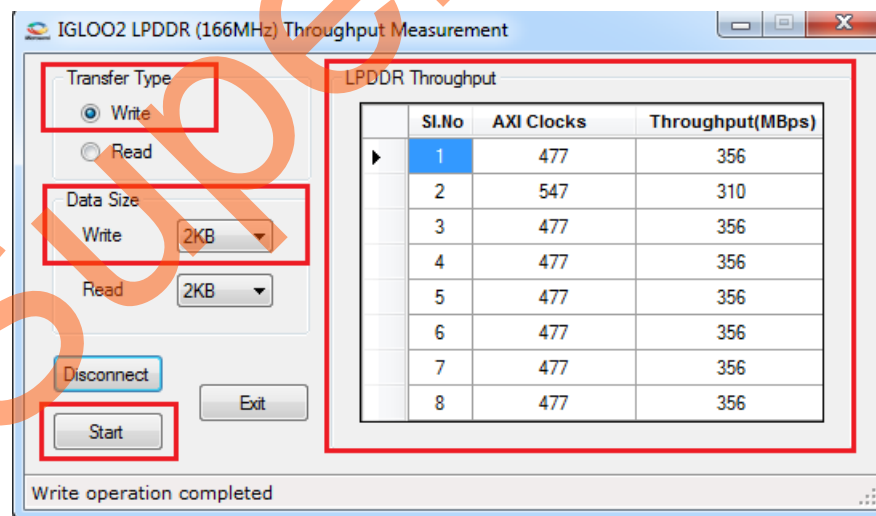 IGLOO2 LPDDR (166MHz) Throughput Measurement
Transfer Type
Write
Read
Data Size
Write 2KB
Read 2KB
Disconnect
Exit
Start
LPDDR Throughput
Sl.No AXI Clocks Throughput(MBps)
1 477 356
2 547 310
3 477 356
4 477 356
5 477 356
6 477 356
7 477 356
8 477 356
Write operation completed